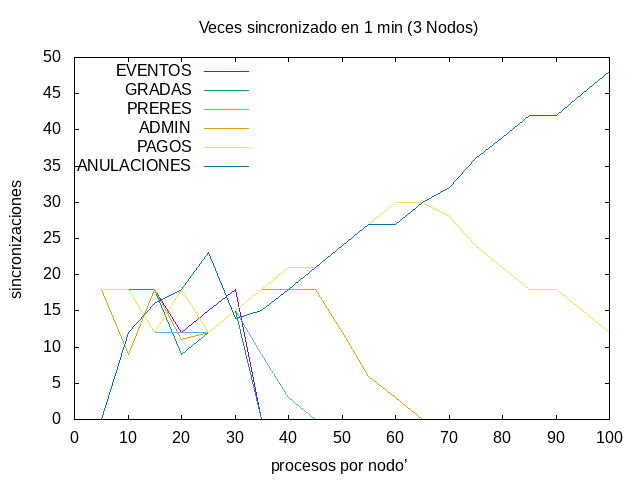 Veces sincronizado en 1 min (3 Nodos)
50
45
40
35
30
25
20
15
10
5
0
sincronizaciones
EVENTOS
GRADAS
PRERES
ADMIN
PAGOS
ANULACIONES
0 10 20 30 40 50 60 70 80 90 100
procesos por nodo’